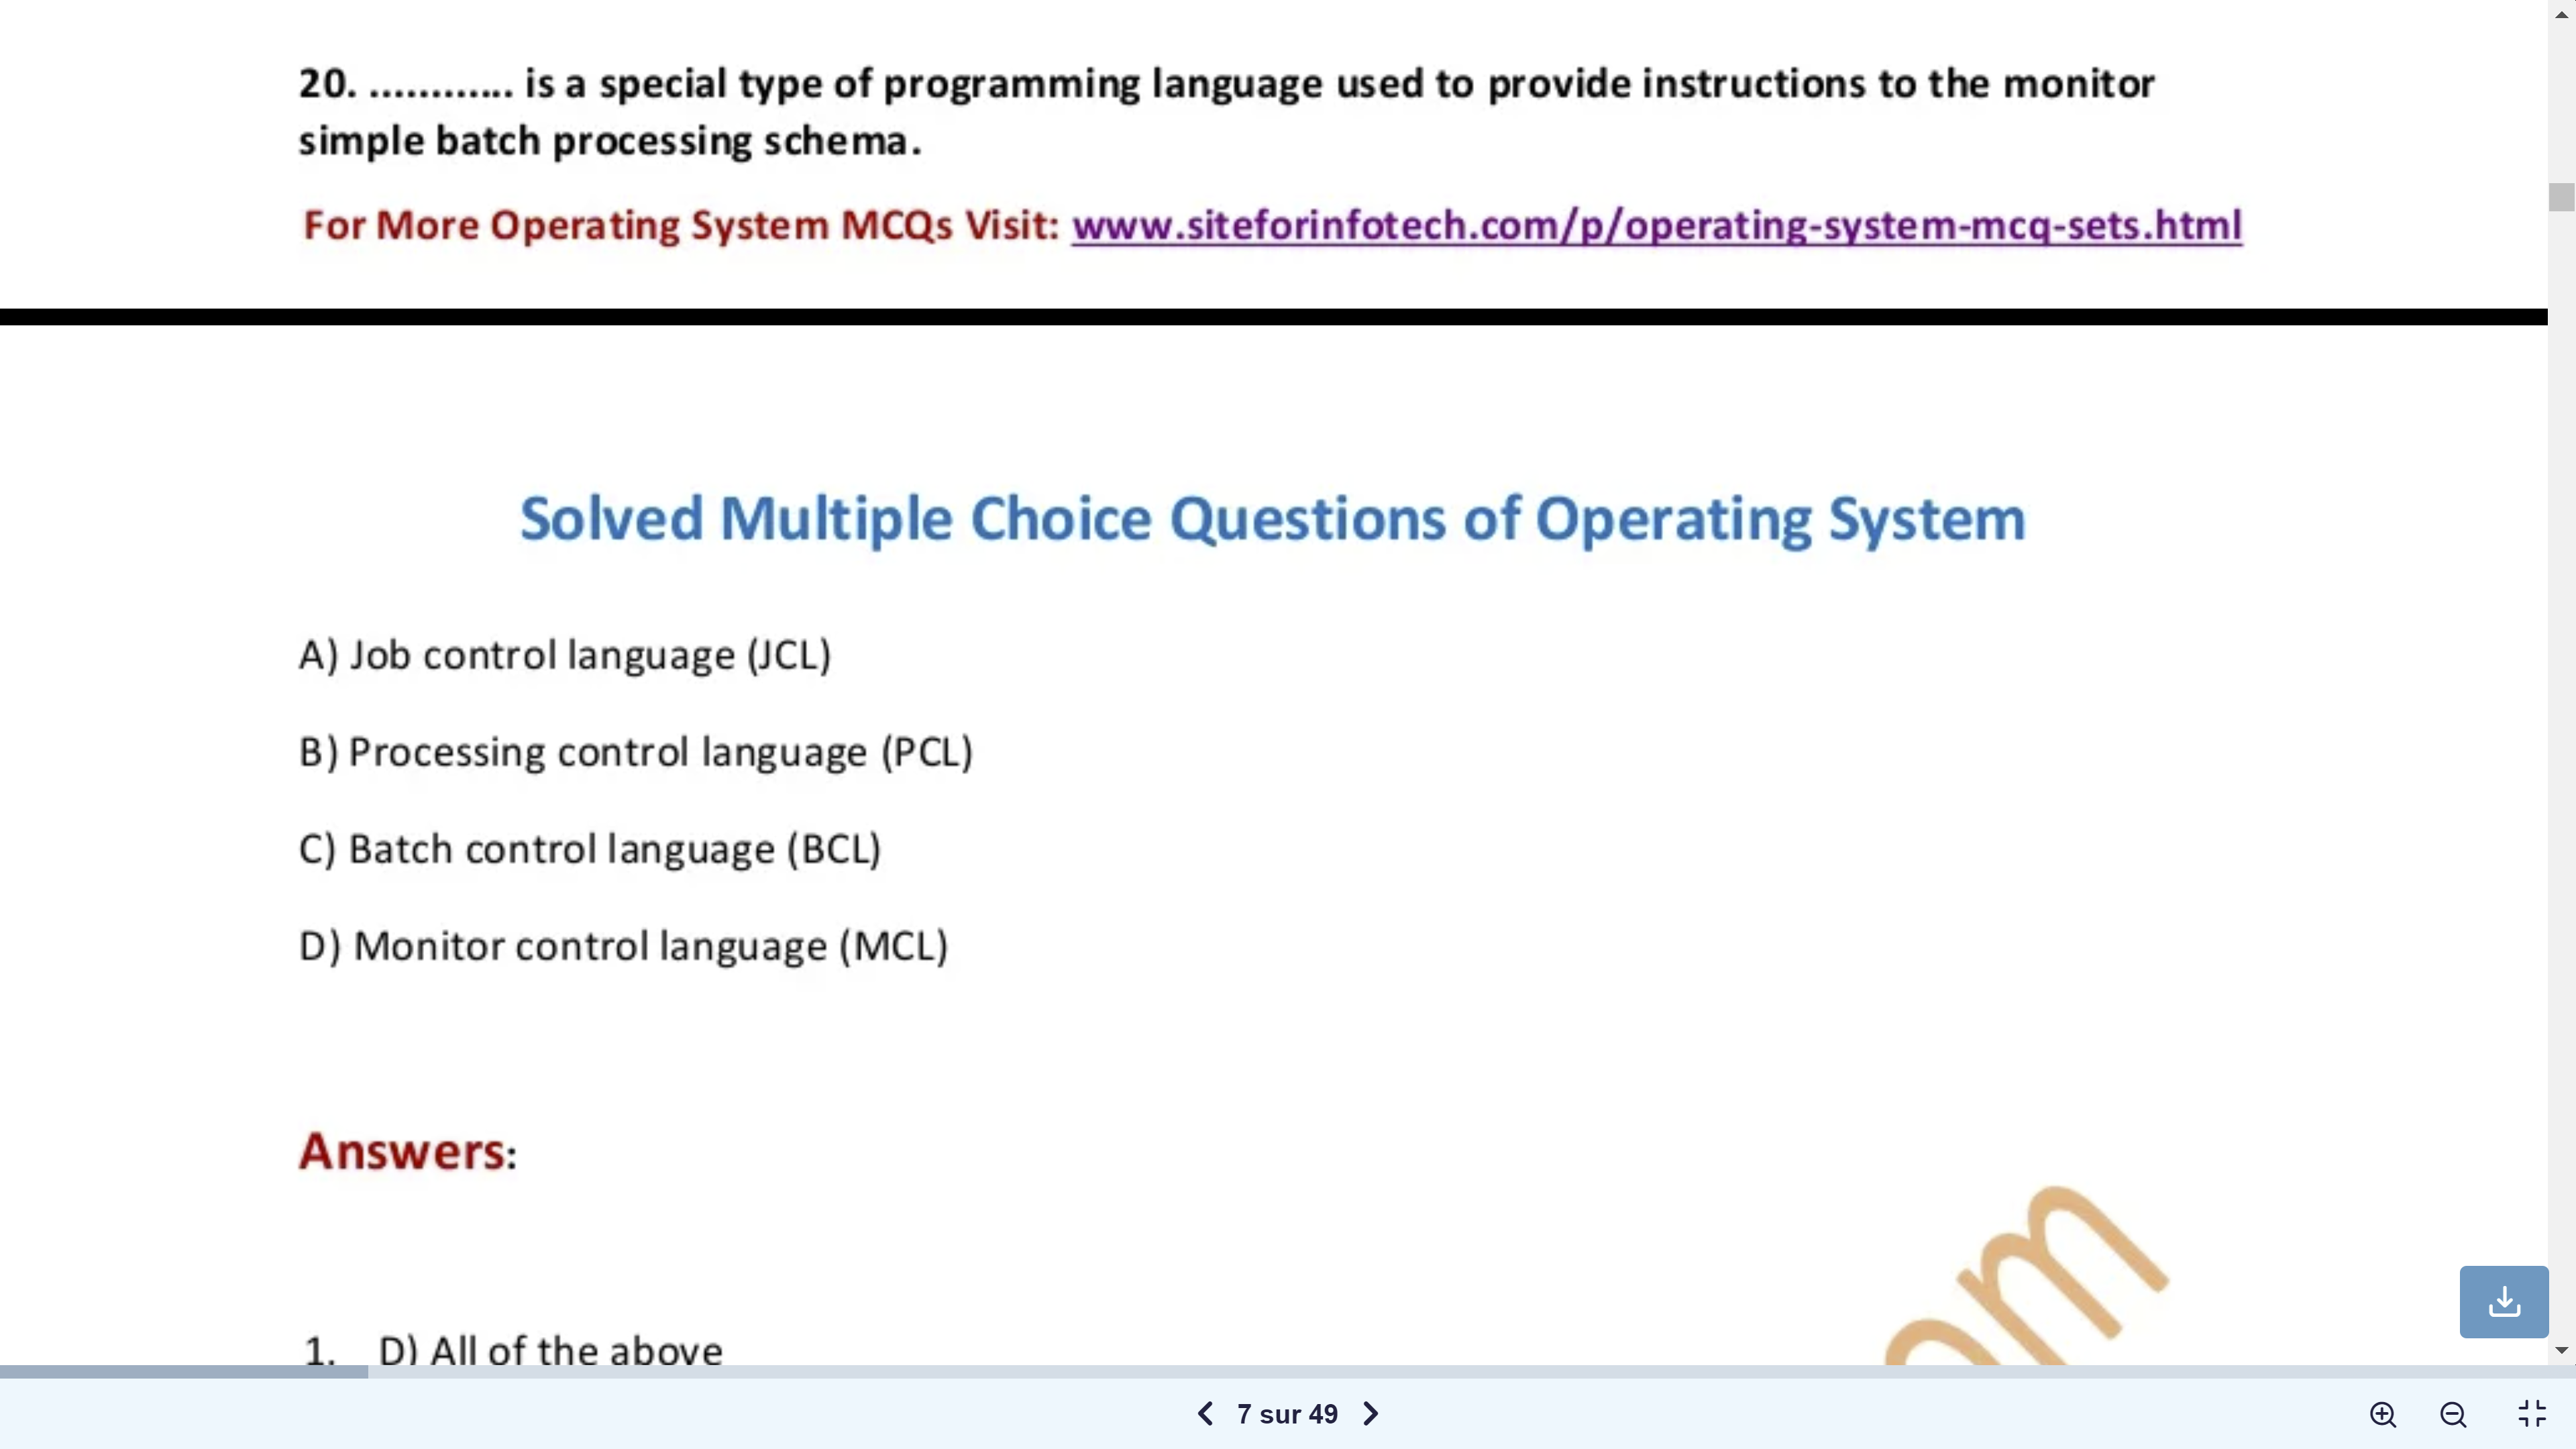 20. ............ is a special type of programming language used to provide instructions to the monitor
simple batch processing schema.
For More Operating System MCQs Visit: www.siteforinfotech.com/p/operating-system-mcq-sets.html
Solved Multiple Choice Questions of Operating System
A) Job control language (JCL)
B) Processing control language (PCL)
C) Batch control language (BCL)
D) Monitor control language (MCL)
Answers:
1. D) All of the above
om
7 sur 49